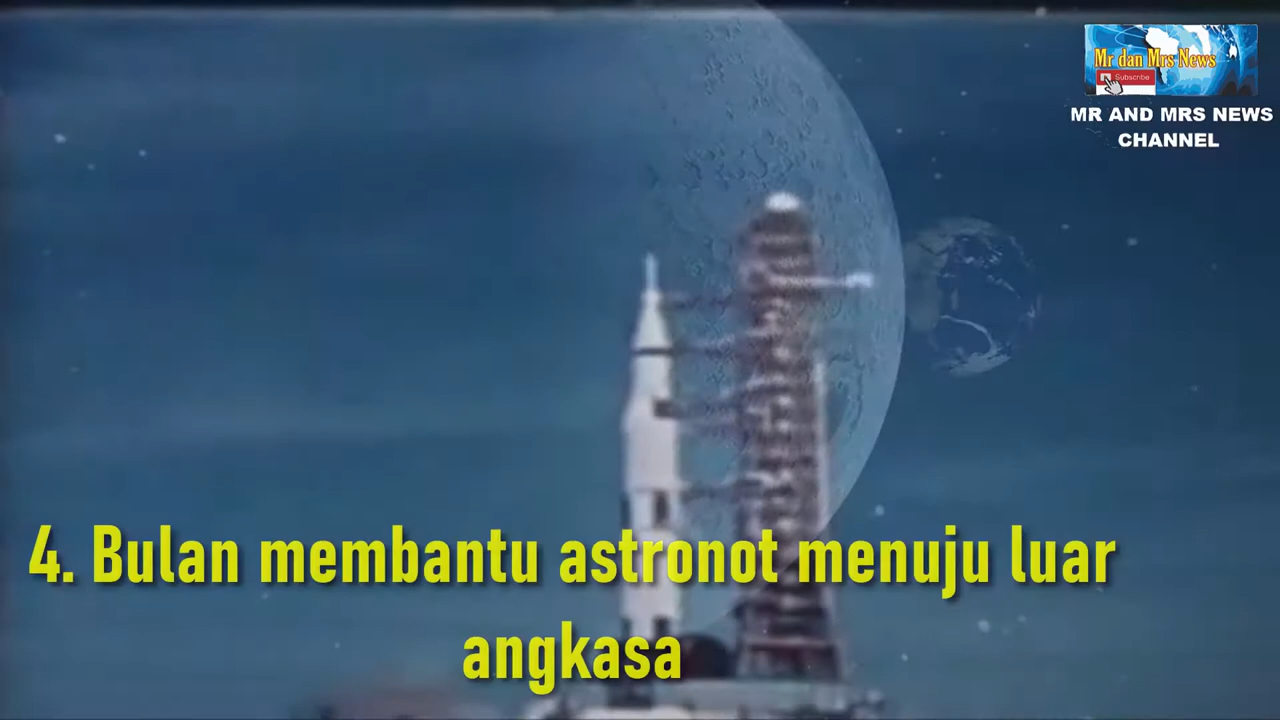 Mr dan Mrs News
Subscribe
MR AND MRS NEWS
CHANNEL
4. Bulan membantu astronot menuju luar
angkasa